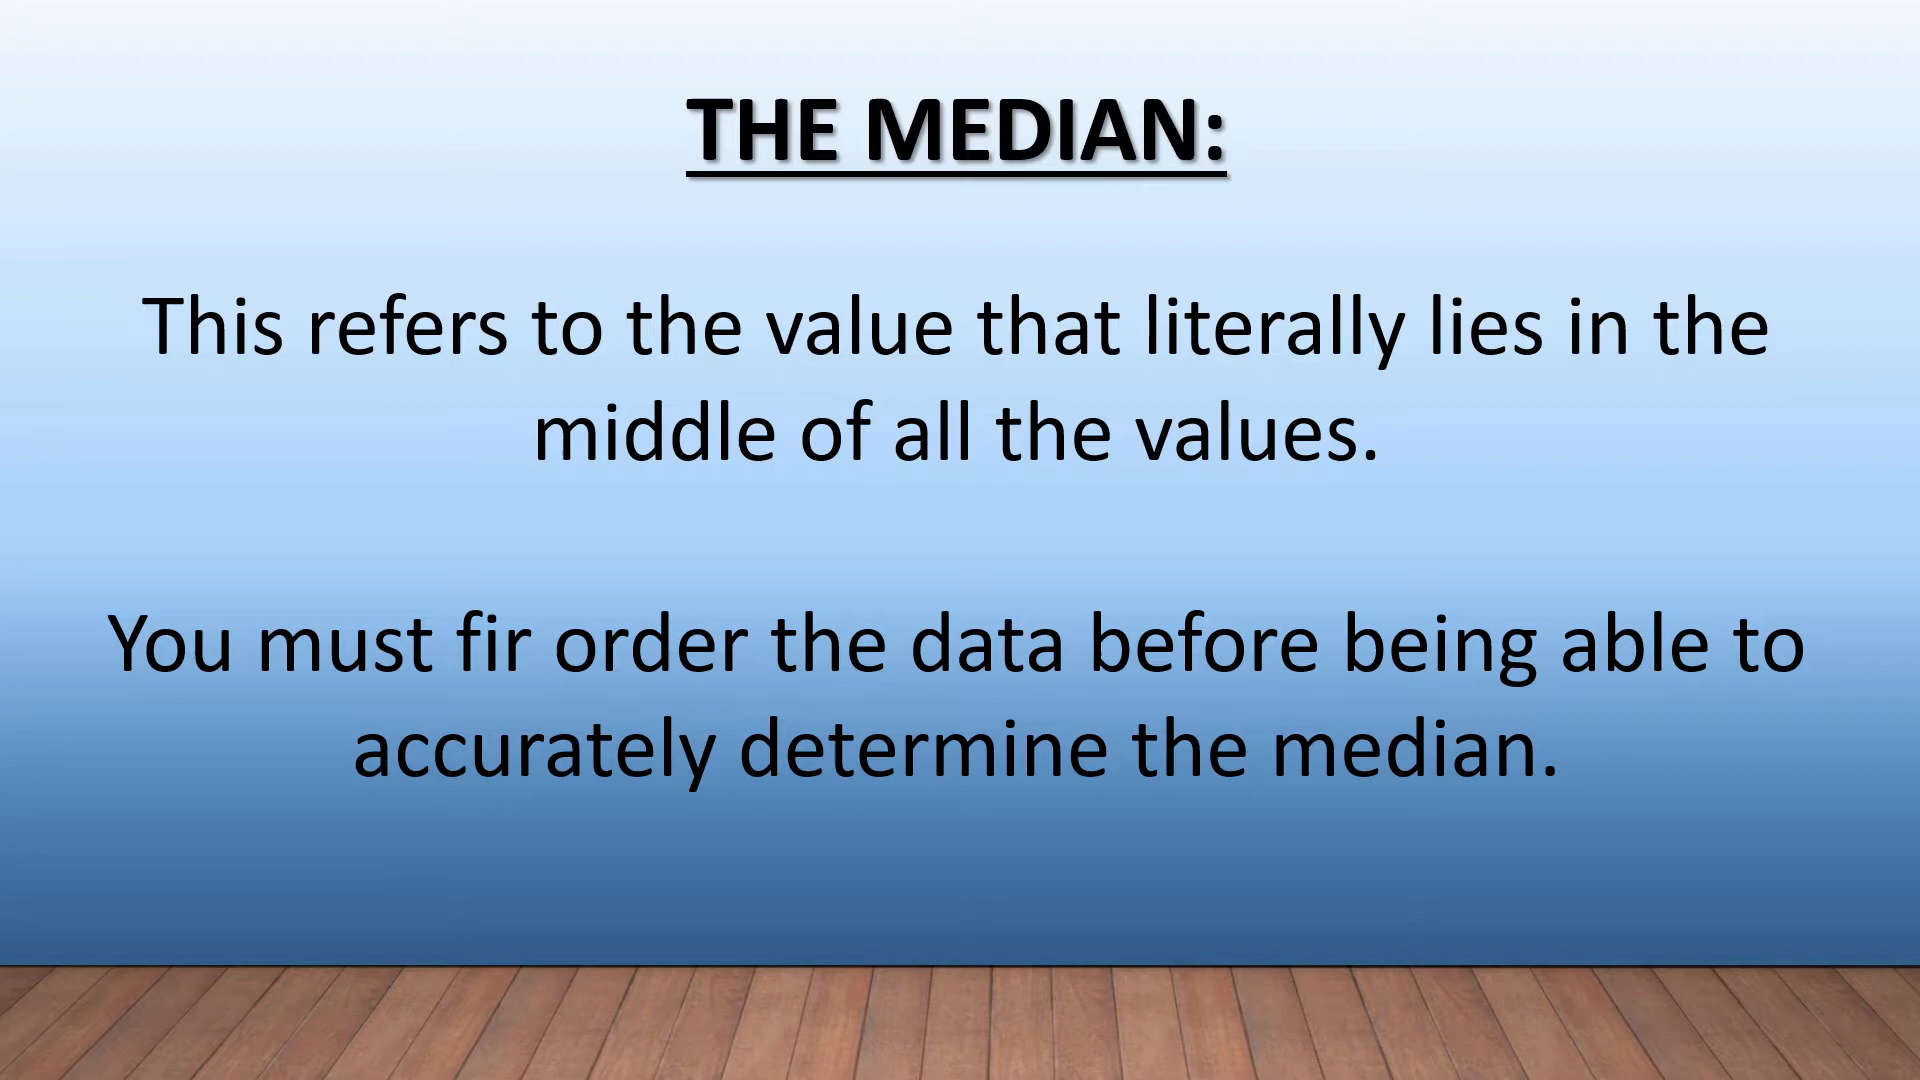 THE MEDIAN:
This refers to the value that literally lies in the
middle of all the values.
You must fir order the data before being able to
accurately determine the median.